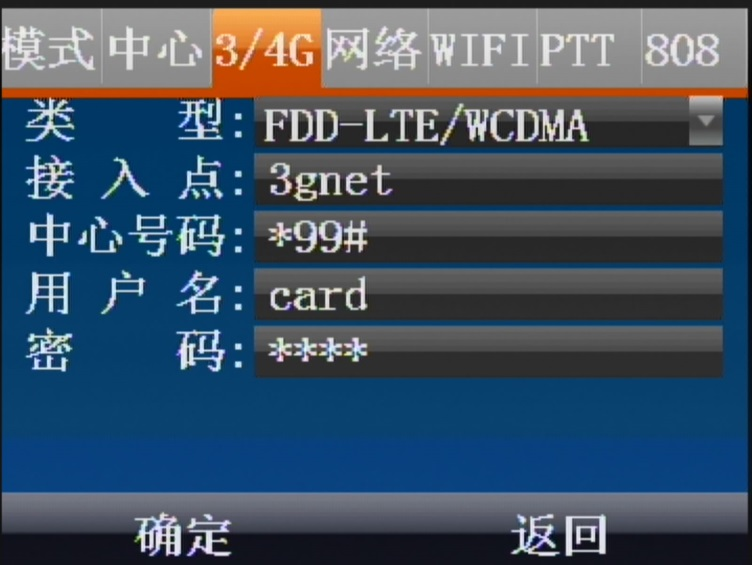 模式 中心 3/4G 网络 WIFI PTT 808
类 型: FDD-LTE/WCDMA
接 入 点: 3gnet
中心号码: *99#
用 户 名: card
密 码: ****
确定 返回